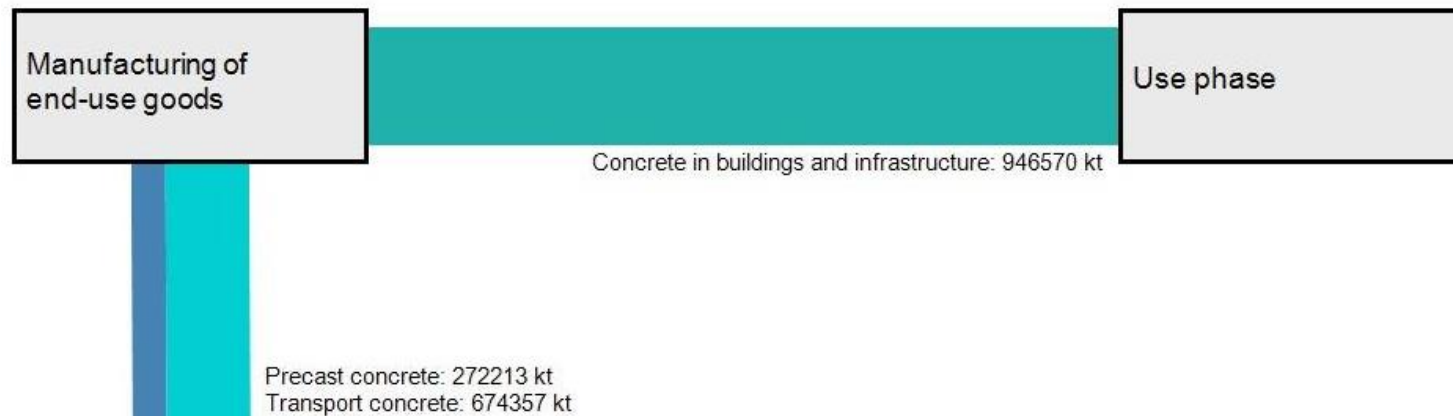 Manufacturing of
end-use goods
Use phase
Concrete in buildings and infrastructure: 946570 kt
Precast concrete: 272213 kt
Transport concrete: 674357 kt